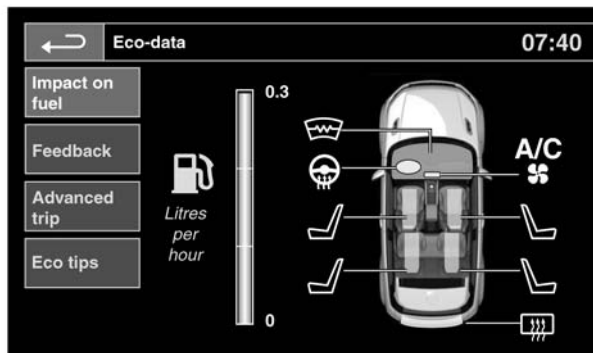 Eco-data
07:40
Impact on
fuel
Feedback
Advanced
trip
Eco tips
Litres
per
hour
0.3
0
A/C